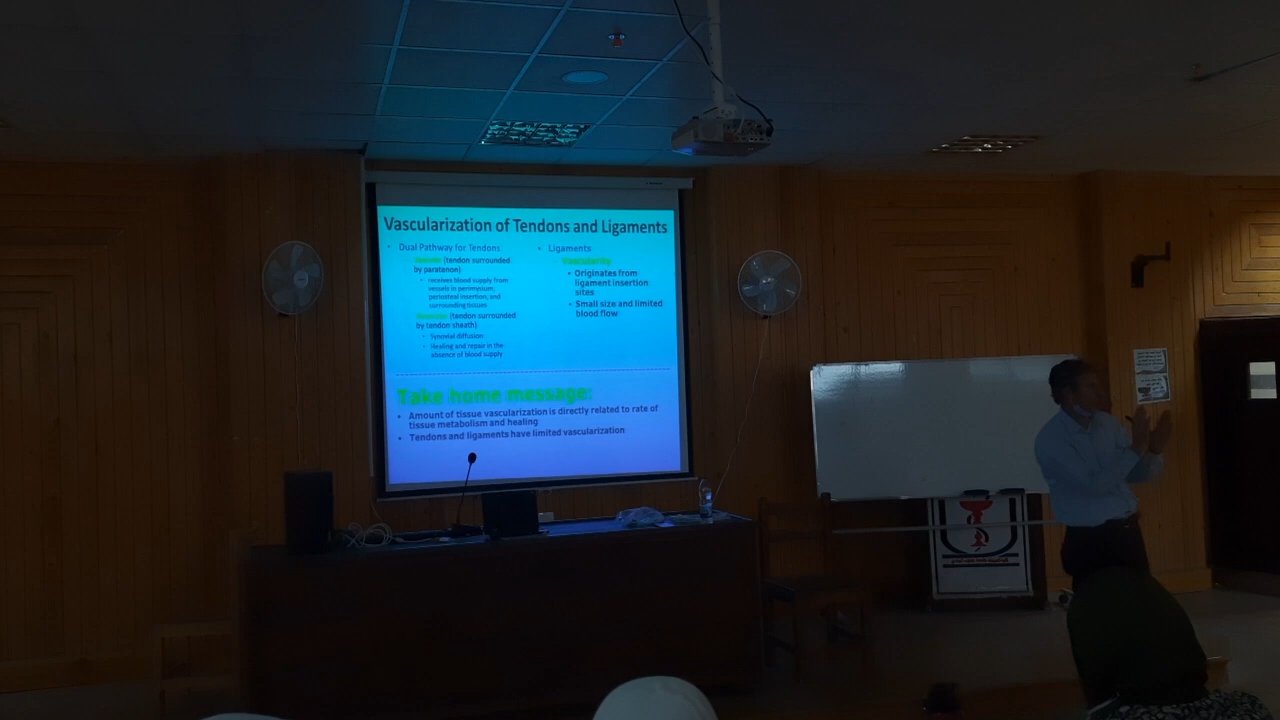 Vascularization of Tendons and Ligaments
• Dual Pathway for Tendons
(tendon surrounded
by paratenon)
• receives blood supply from
vessels in perimysium,
periosteal insertion, and
surrounding tissues
(tendon surrounded
by tendon sheath)
• Synovial diffusion
• Healing and repair in the
absence of blood supply
• Ligaments
– Vascularity
• Originates from
ligament insertion
sites
• Small size and limited
blood flow
Take home message:
• Amount of tissue vascularization is directly related to rate of
tissue metabolism and healing
• Tendons and ligaments have limited vascularization